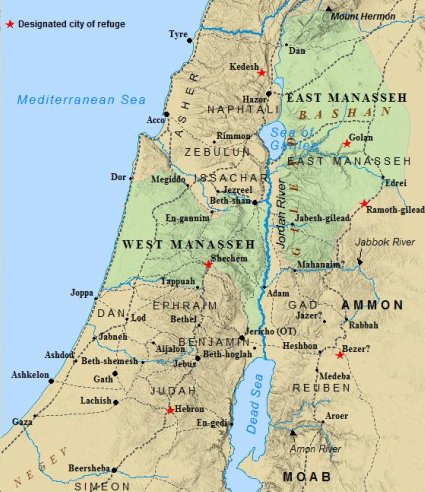 Designated city of refuge
Mount Hermon
Tyre
Dan
Kedesh
ASHER
Mediterranean Sea
Hazor
EAST MANASSEH
NAPHTALI
BASHAN
Acco
Sea of
Galilee
Golan
Rimmon
ZEBULUN
EAST MANASSEH
ISSACHAR
Dor
Megiddo
Edrei
Jezreel
Beth-shan
Ramoth-gilead
GILEAD
Jordan River
En-gannim
Jabesh-gilead
WEST MANASSEH
Jabbok River
Shechem
Mahanaim?
Tappuah
Joppa
Adam
EPHRAIM
GAD
AMMON
DAN
Lod
Bethel
Jazer?
Rabbah
Jabneh
BENJAMIN
Jericho (OT)
Aijalon
Heshbon
Bezer?
Ashdod
Beth-shemesh
Jebus
Beth-hoglah
Ashkelon
Gath
Medeba
JUDAH
REUBEN
Lachish
Hebron
Dead Sea
Gaza
En-gedi
Aroer
Arnon River
NEGEV
Beersheba
MOAB
SIMEON